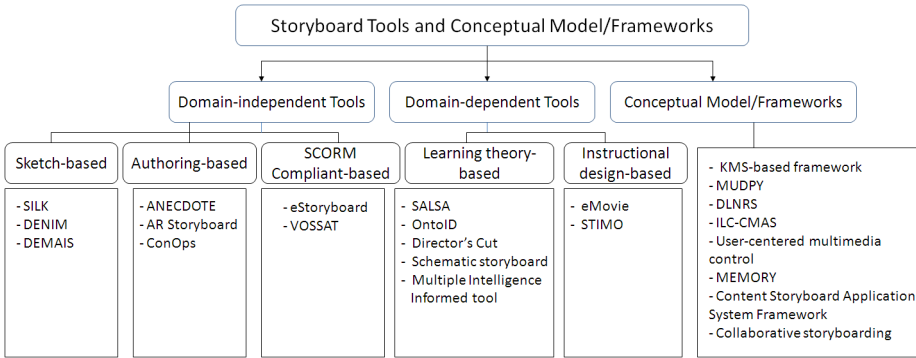 Storyboard Tools and Conceptual Model/Frameworks
Domain-independent Tools
Domain-dependent Tools
Conceptual Model/Frameworks
Sketch-based
Authoring-based
SCORM
Compliant-based
Learning theory-
based
Instructional
design-based
- SILK
- DENIM
- DEMAIS
- ANECDOTE
- AR Storyboard
- ConOps
- eStoryboard
- VOSSAT
- SALSA
- OntoID
- Director's Cut
- Schematic storyboard
- Multiple Intelligence
Informed tool
- eMovie
- STIMO
- KMS-based framework
- MUDPY
- DLNRS
- ILC-CMAS
- User-centered multimedia
control
- MEMORY
- Content Storyboard Application
System Framework
- Collaborative storyboarding